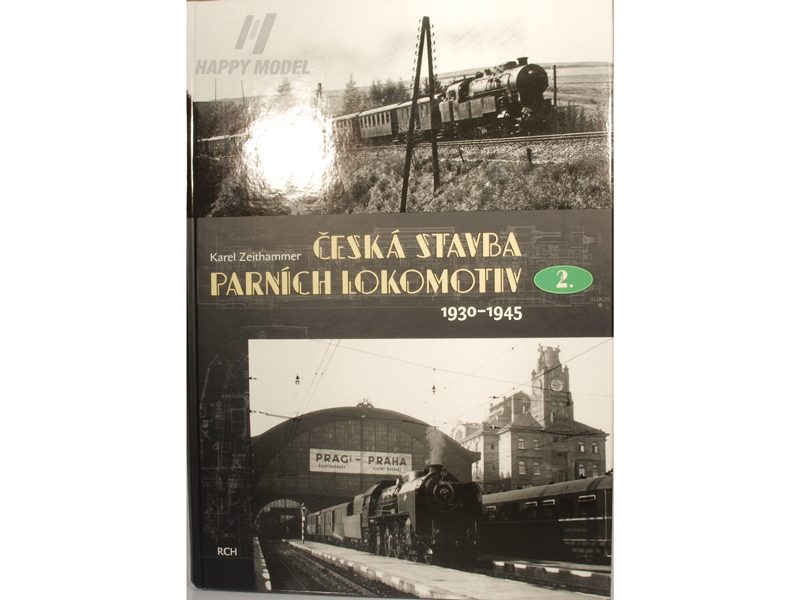 HAPPY MODEL
Karel Zeithammer
ČESKÁ STAVBA
PARNÍCH LOKOMOTIV
2.
1930–1945
PRAG – PRAHA
RCH